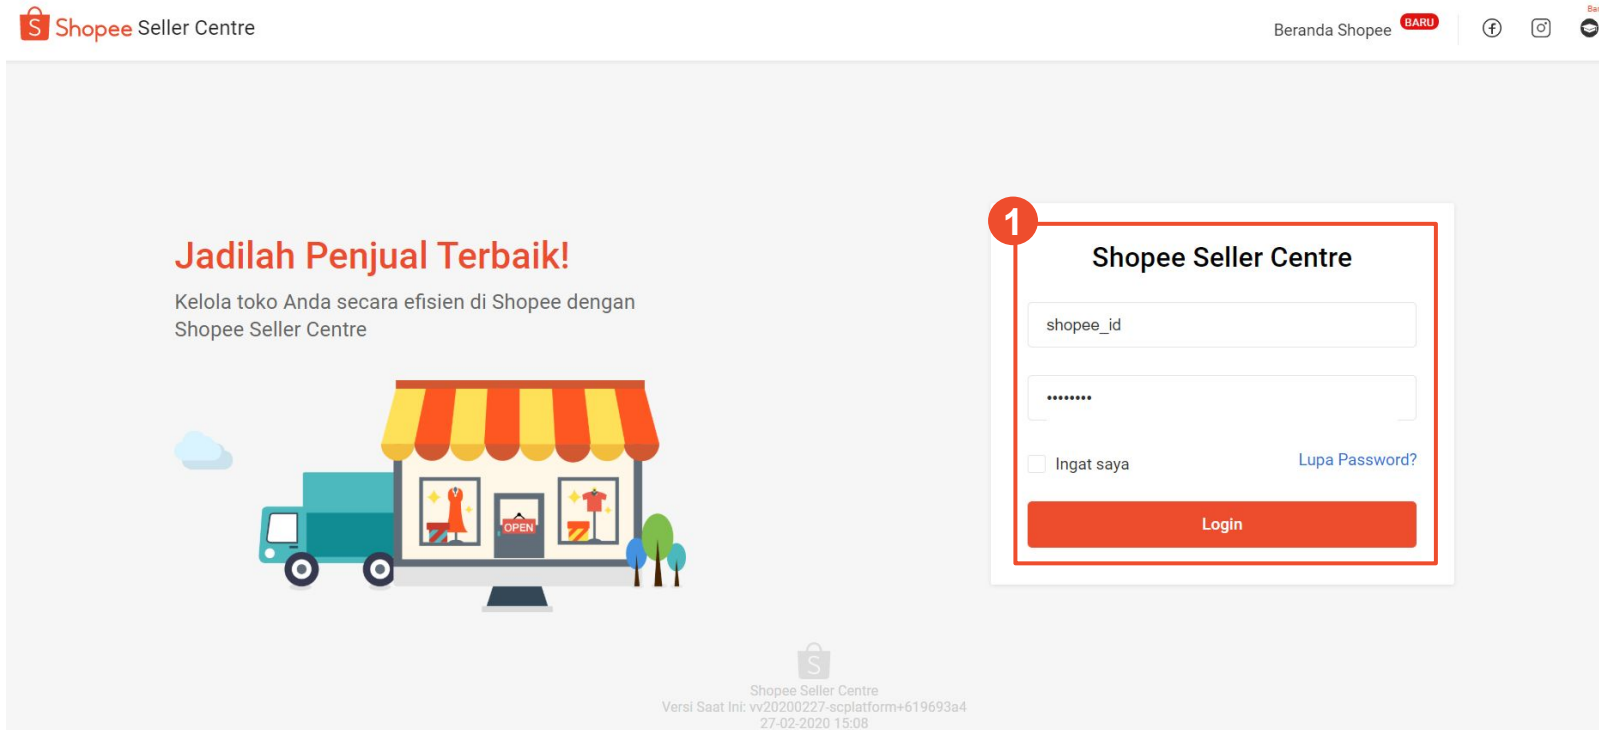 Shopee Seller Centre
Beranda Shopee BARU
1
Jadilah Penjual Terbaik!
Kelola toko Anda secara efisien di Shopee dengan
Shopee Seller Centre
OPEN
Shopee Seller Centre
shopee_id
••••••••
Ingat saya
Lupa Password?
Login
Shopee Seller Centre
Versi Saat Ini: vv20200227-scplatform+619693a4
27-02-2020 15:08